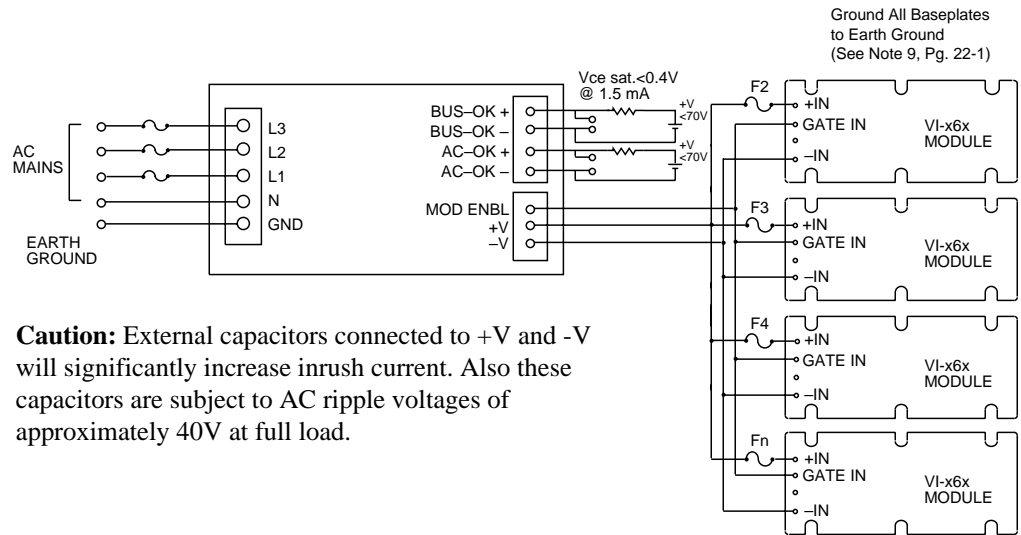 Ground All Baseplates
to Earth Ground
(See Note 9, Pg. 22-1)
AC
MAINS
EARTH
GROUND
L3
L2
L1
N
GND
BUS–OK +
BUS–OK –
AC–OK +
AC–OK –
MOD ENBL
+V
–V
Vce sat.<0.4V
@ 1.5 mA
+V
<70V
+V
<70V
F2
+IN
GATE IN
–IN
VI-x6x
MODULE
F3
+IN
GATE IN
–IN
VI-x6x
MODULE
F4
+IN
GATE IN
–IN
VI-x6x
MODULE
Fn
+IN
GATE IN
–IN
VI-x6x
MODULE
Caution: External capacitors connected to +V and -V
will significantly increase inrush current. Also these
capacitors are subject to AC ripple voltages of
approximately 40V at full load.